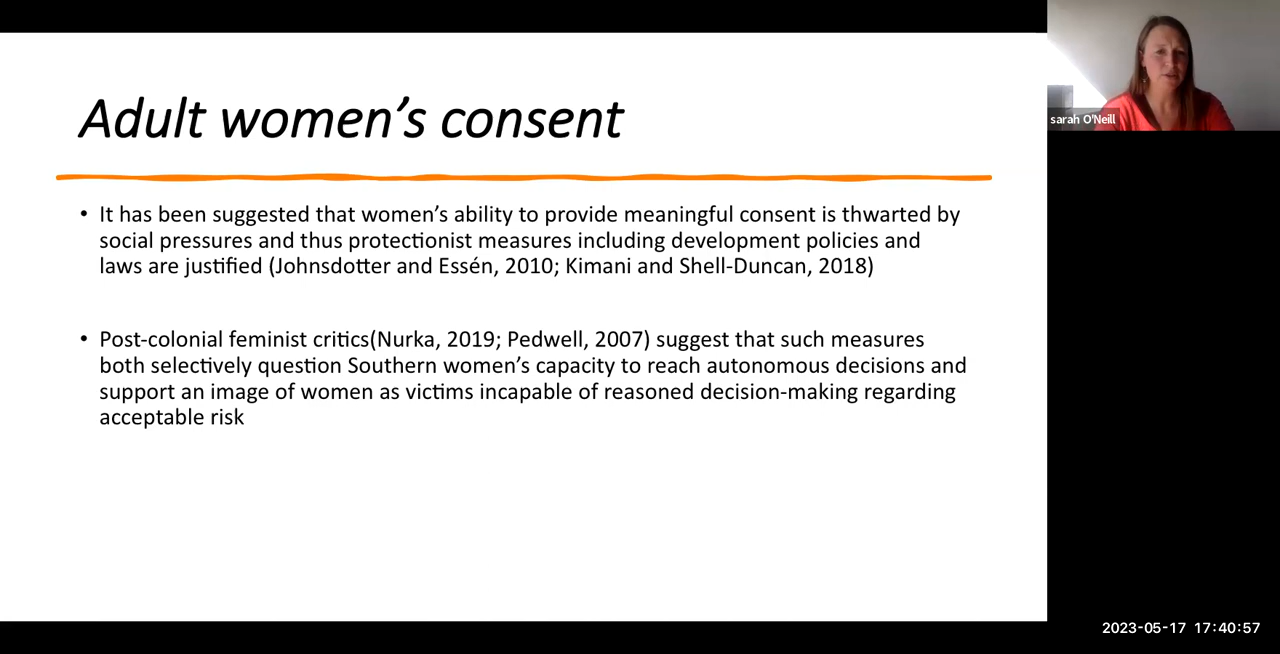 Adult women's consent
• It has been suggested that women's ability to provide meaningful consent is thwarted by
social pressures and thus protectionist measures including development policies and
laws are justified (Johnsdotter and Essén, 2010; Kimani and Shell-Duncan, 2018)
• Post-colonial feminist critics(Nurka, 2019; Pedwell, 2007) suggest that such measures
both selectively question Southern women's capacity to reach autonomous decisions and
support an image of women as victims incapable of reasoned decision-making regarding
acceptable risk
sarah O'Neill
2023-05-17 17:40:57